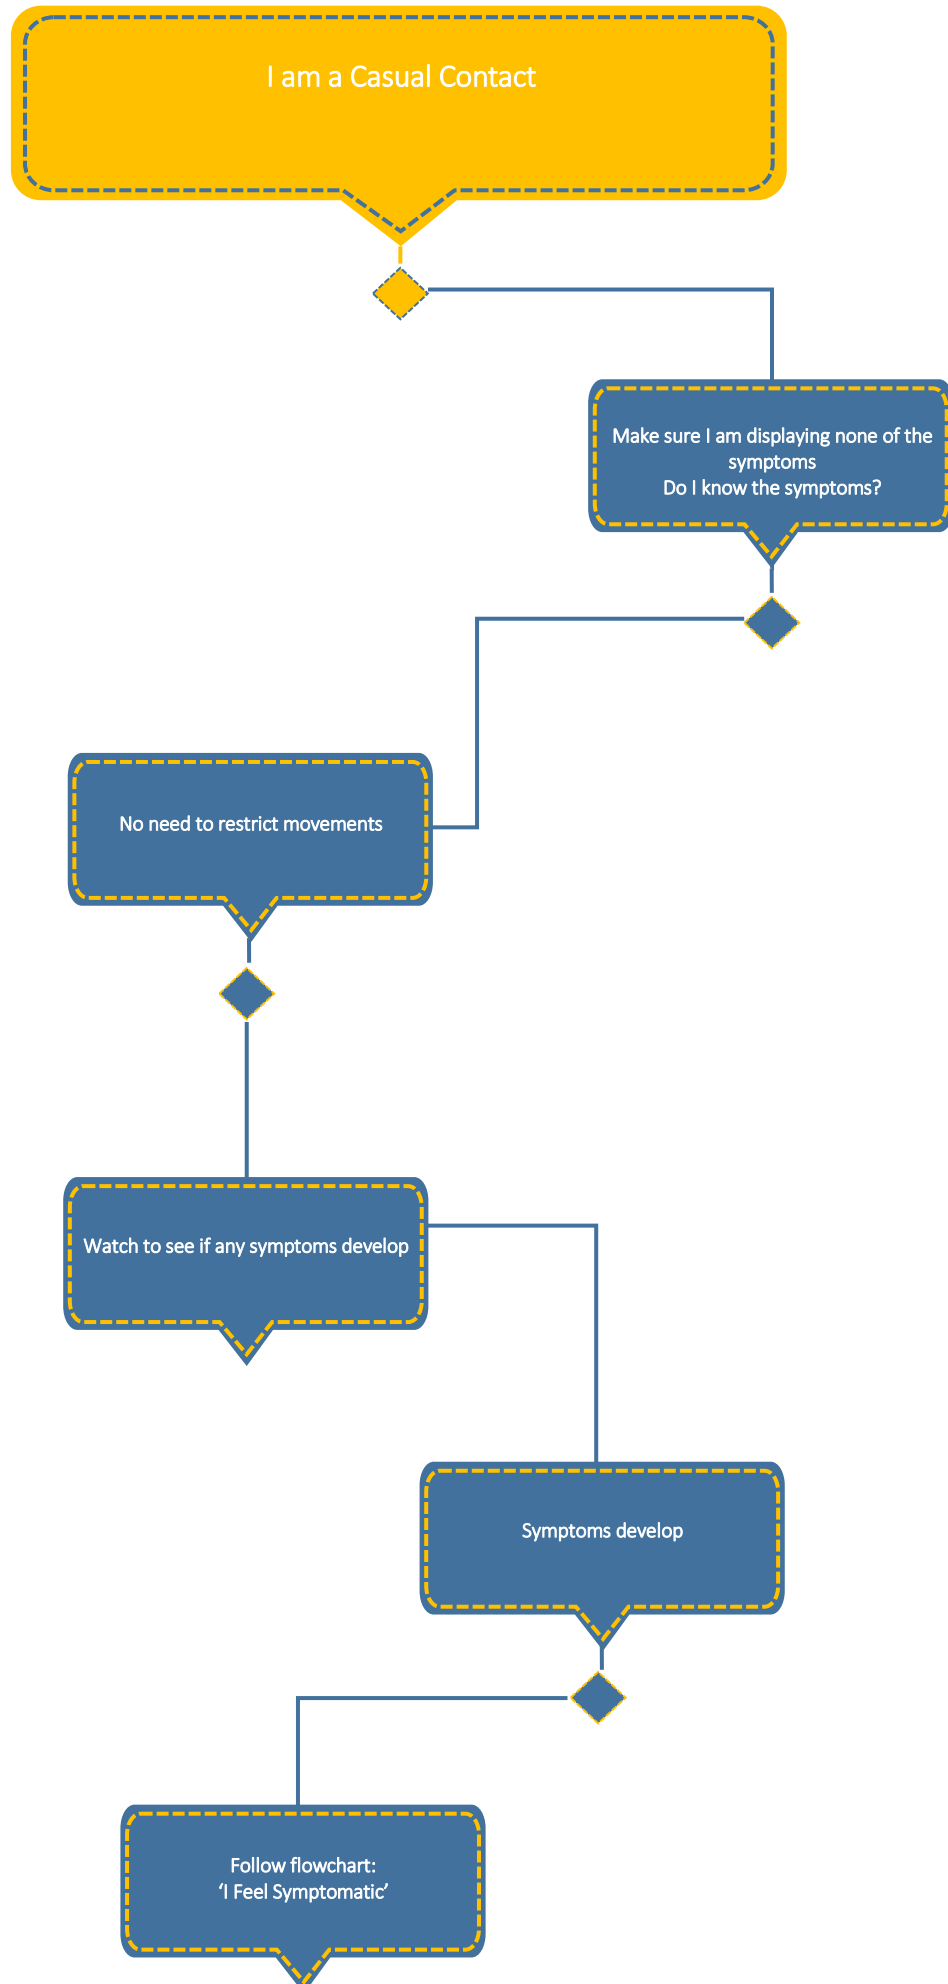 I am a Casual Contact
Make sure I am displaying none of the
symptoms
Do I know the symptoms?
No need to restrict movements
Watch to see if any symptoms develop
Symptoms develop
Follow flowchart:
‘I Feel Symptomatic’